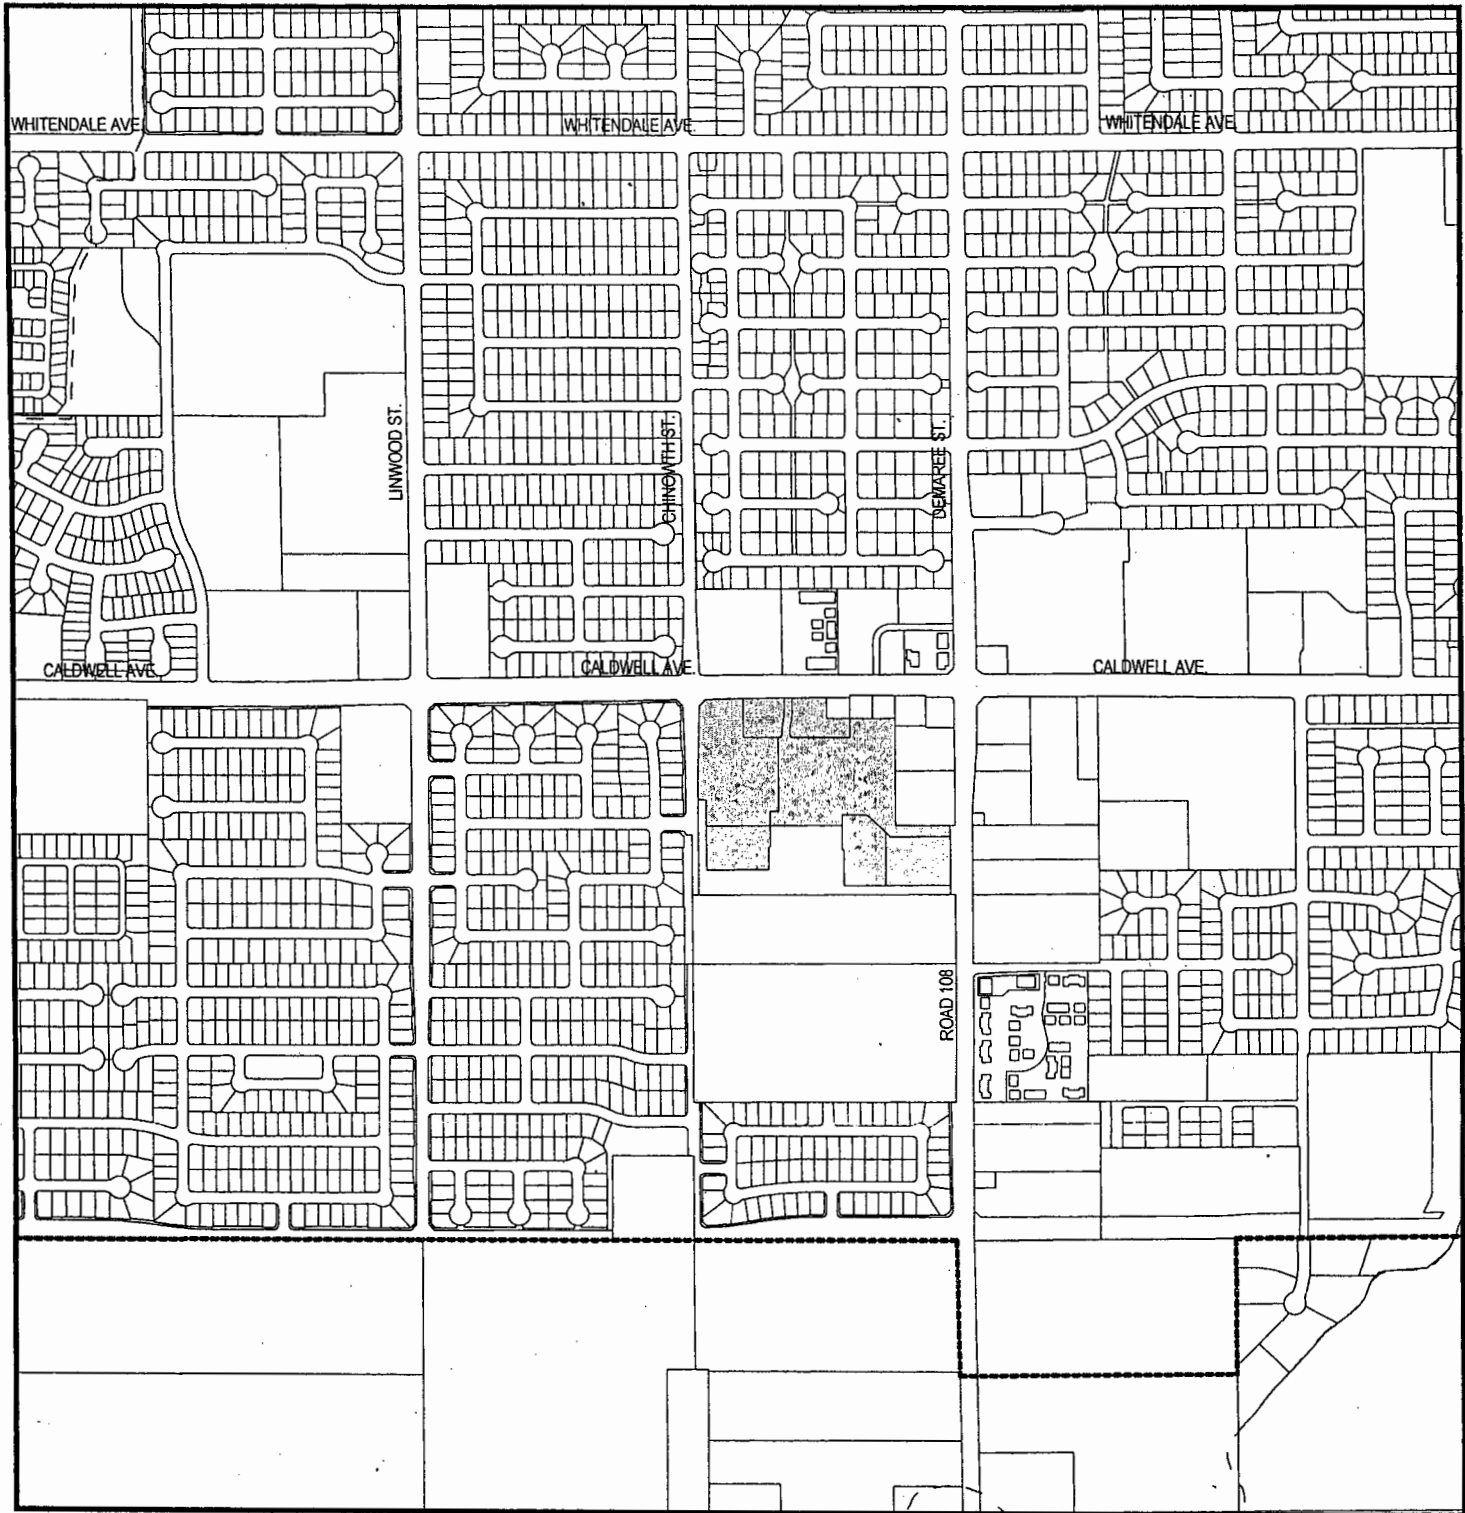 WHITENDALE AVE
WHITENDALE AVE.
WHITENDALE AVE.
LINWOOD ST.
CHINOWTH ST.
DEMAREE ST.
CALDWELL AVE.
CALDWELL AVE.
CALDWELL AVE.
ROAD 108